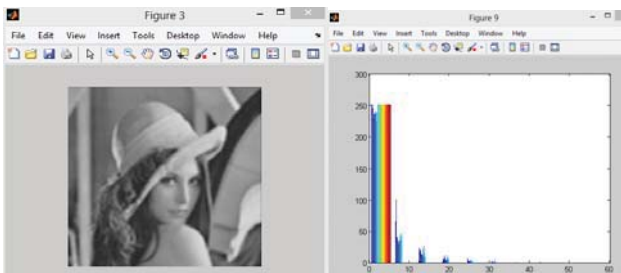 Figure 3
File Edit View Insert Tools Desktop Window Help
Figure 9
File Edit View Insert Tools Desktop Window Help
300
250
200
150
100
50
0
0 10 20 30 40 50 60